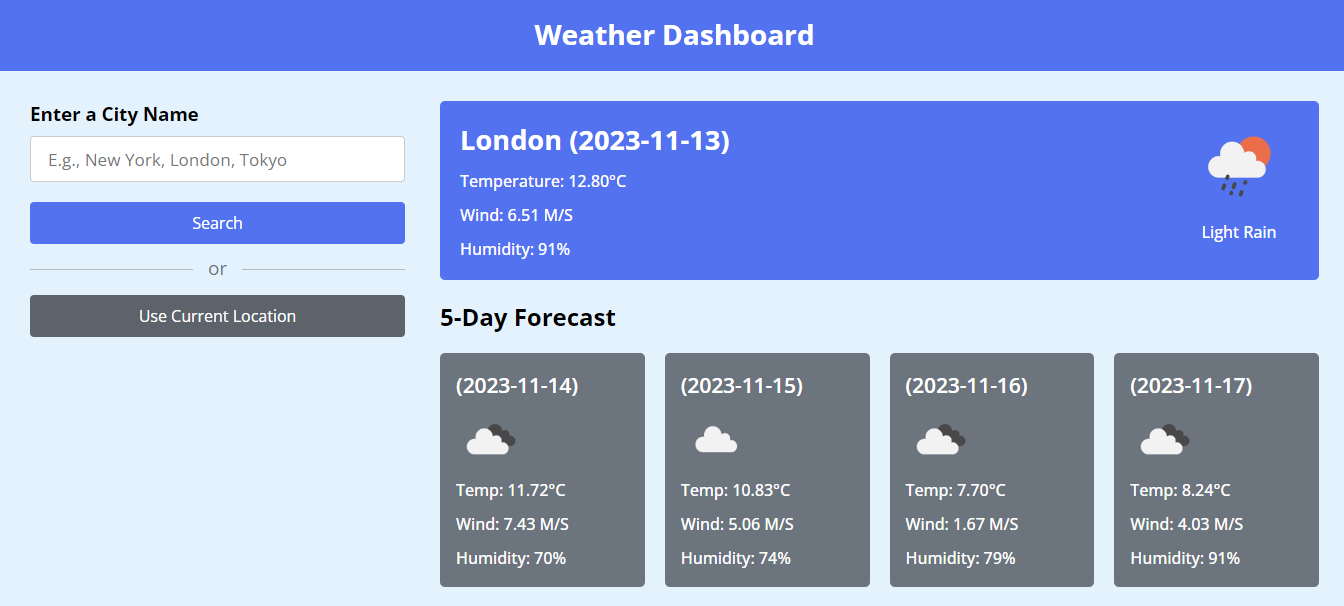 Weather Dashboard
Enter a City Name
E.g., New York, London, Tokyo
Search
or
Use Current Location
London (2023-11-13)
Temperature: 12.80°C
Wind: 6.51 M/S
Humidity: 91%
Light Rain
5-Day Forecast
(2023-11-14)
Temp: 11.72°C
Wind: 7.43 M/S
Humidity: 70%
(2023-11-15)
Temp: 10.83°C
Wind: 5.06 M/S
Humidity: 74%
(2023-11-16)
Temp: 7.70°C
Wind: 1.67 M/S
Humidity: 79%
(2023-11-17)
Temp: 8.24°C
Wind: 4.03 M/S
Humidity: 91%